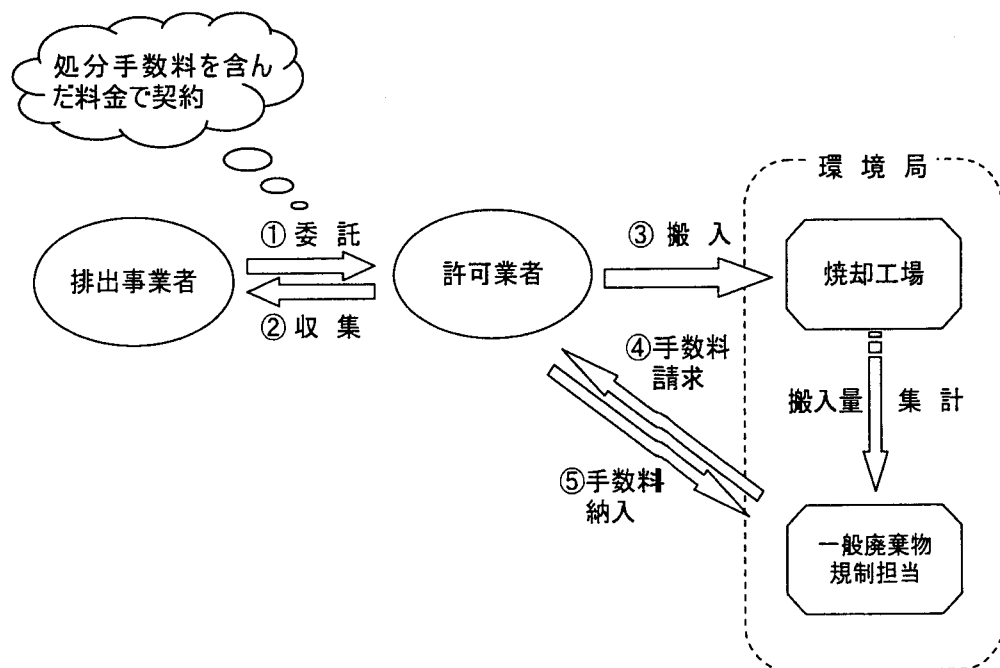 処分手数料を含ん
だ料金で契約
環境局
①委託
③搬入
排出事業者
許可業者
焼却工場
②収集
④手数料
請求
搬入量集計
⑤手数料
納入
一般廃棄物
規制担当